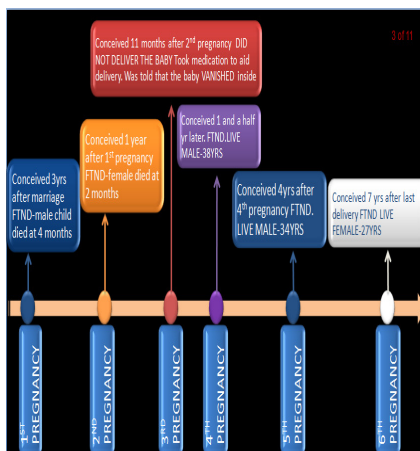 Conceived 11 months after 2nd pregnancy DID
NOT DELIVER THE BABY Took medication to aid
delivery. Was told that the baby VANISHED inside
3 of 11
Conceived 1 year
after 1st pregnancy
FTND-female died at
2 months
Conceived 1 and a half
yr later. FTND.LIVE
MALE-38YRS
Conceived 3yrs
after marriage
FTND-male child
died at 4 months
Conceived 4yrs after
4th pregnancy FTND.
LIVE MALE-34YRS
Conceived 7 yr after last
delivery FTND LIVE
FEMALE-27YRS
1ST
PREGNANCY
2ND
PREGNANCY
3RD
PREGNANCY
4TH
PREGNANCY
5TH
PREGNANCY
6TH
PREGNANCY